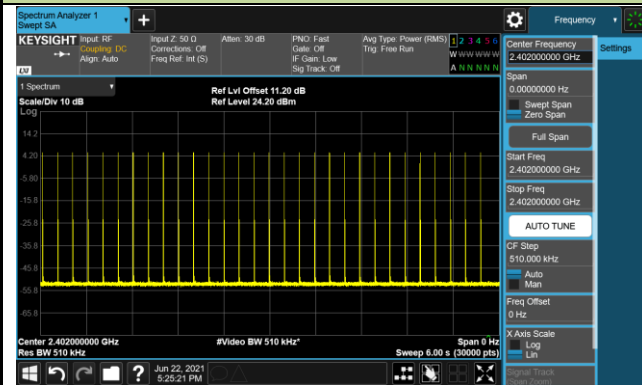 Spectrum Analyzer 1
Swept SA
+
Frequency
KEYSIGHT
Input: RF
Coupling: DC
Align: Auto
Input Z: 50 Ω
Corrections: Off
Freq Ref: Int (S)
Atten: 30 dB
PNO: Fast
Gate: Off
IF Gain: Low
Sig Track: Off
Avg Type: Power (RMS)
Trig: Free Run
1 2 3 4 5 6
W W W W W W
A N N N N N
LXI
1 Spectrum
Scale/Div 10 dB
Ref Lvl Offset 11.20 dB
Ref Level 24.20 dBm
Log
14.2
4.20
-5.80
-15.8
-25.8
-35.8
-45.8
-55.8
-65.8
Center 2.402000000 GHz
Res BW 510 kHz
#Video BW 510 kHz*
Span 0 Hz
Sweep 6.00 s (30000 pts)
Center Frequency
2.402000000 GHz
Settings
Span
0.00000000 Hz
Swept Span
Zero Span
Full Span
Start Freq
2.402000000 GHz
Stop Freq
2.402000000 GHz
AUTO TUNE
CF Step
510.000 kHz
Auto
Man
Freq Offset
0 Hz
X Axis Scale
Log
Lin
Signal Track
(Span Zoom)
?
Jun 22, 2021
5:25:21 PM